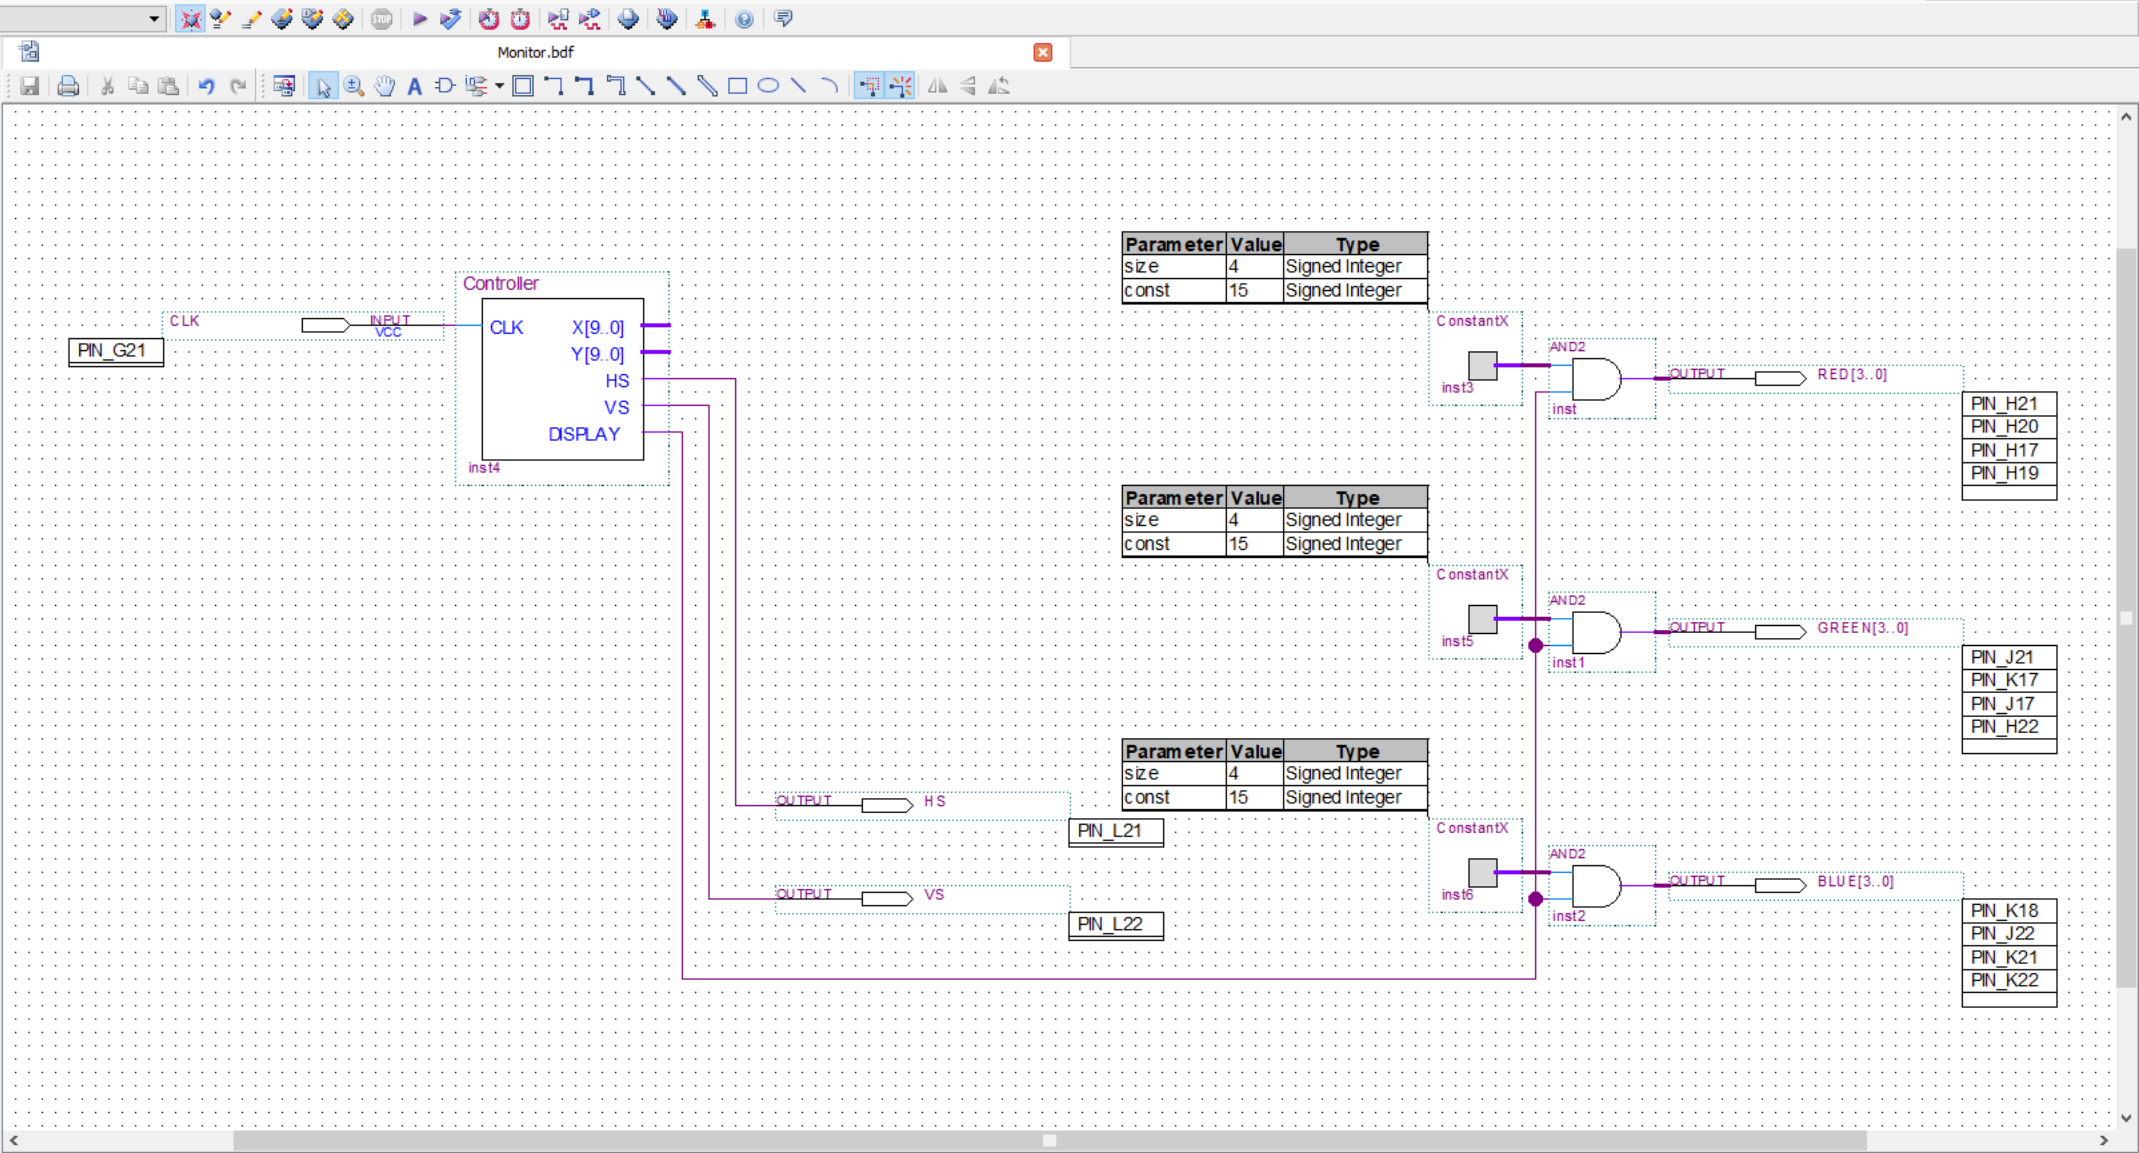 STOP
Monitor.bdf
A
Controller
CLK
INPUT
VCC
PIN_G21
CLK
X[9..0]
Y[9..0]
HS
VS
DISPLAY
inst4
Parameter Value Type
size 4 Signed Integer
const 15 Signed Integer
ConstantX
inst3
AND2
inst
OUTPUT
RED[3..0]
PIN_H21
PIN_H20
PIN_H17
PIN_H19
Parameter Value Type
size 4 Signed Integer
const 15 Signed Integer
ConstantX
inst5
AND2
inst1
OUTPUT
GREEN[3..0]
PIN_J21
PIN_K17
PIN_J17
PIN_H22
Parameter Value Type
size 4 Signed Integer
const 15 Signed Integer
OUTPUT
HS
PIN_L21
ConstantX
inst6
AND2
inst2
OUTPUT
BLUE[3..0]
OUTPUT
VS
PIN_L22
PIN_K18
PIN_J22
PIN_K21
PIN_K22